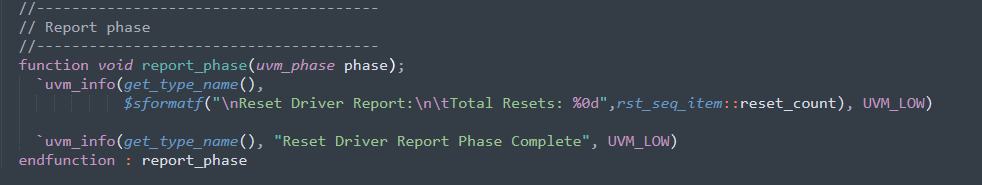 //---------------------------------------
// Report phase
//---------------------------------------
function void report_phase(uvm_phase phase);
`uvm_info(get_type_name(),
$sformatf("\nReset Driver Report:\n\tTotal Resets: %0d",rst_seq_item::reset_count), UVM_LOW)
`uvm_info(get_type_name(), "Reset Driver Report Phase Complete", UVM_LOW)
endfunction : report_phase